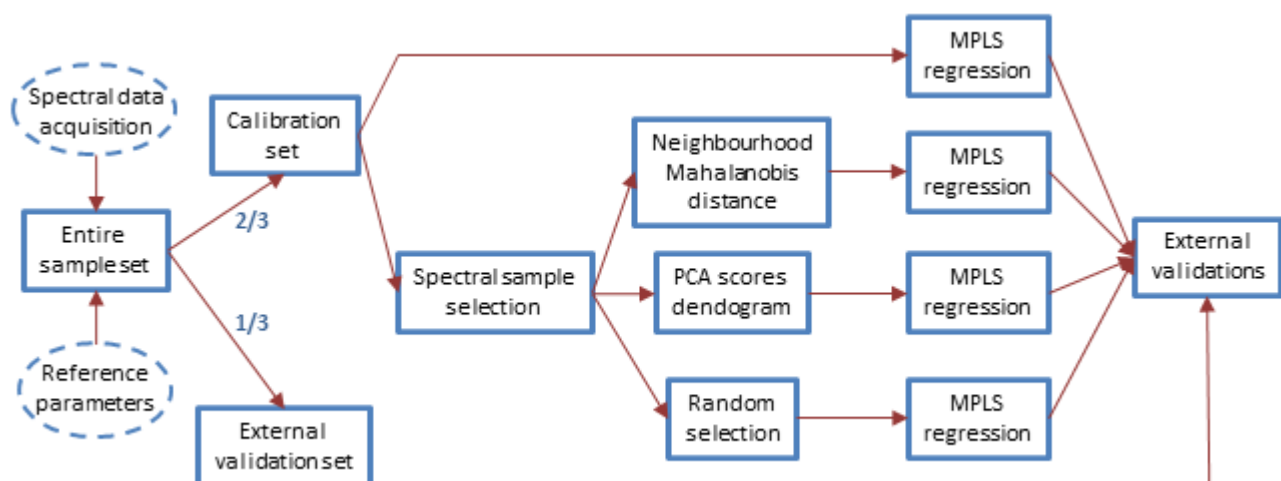 Spectral data
acquisition
Entire
sample set
Reference
parameters
2/3
1/3
Calibration
set
External
validation set
Spectral sample
selection
Neighbourhood
Mahalanobis
distance
PCA scores
dendogram
Random
selection
MPLS
regression
MPLS
regression
MPLS
regression
MPLS
regression
External
validations